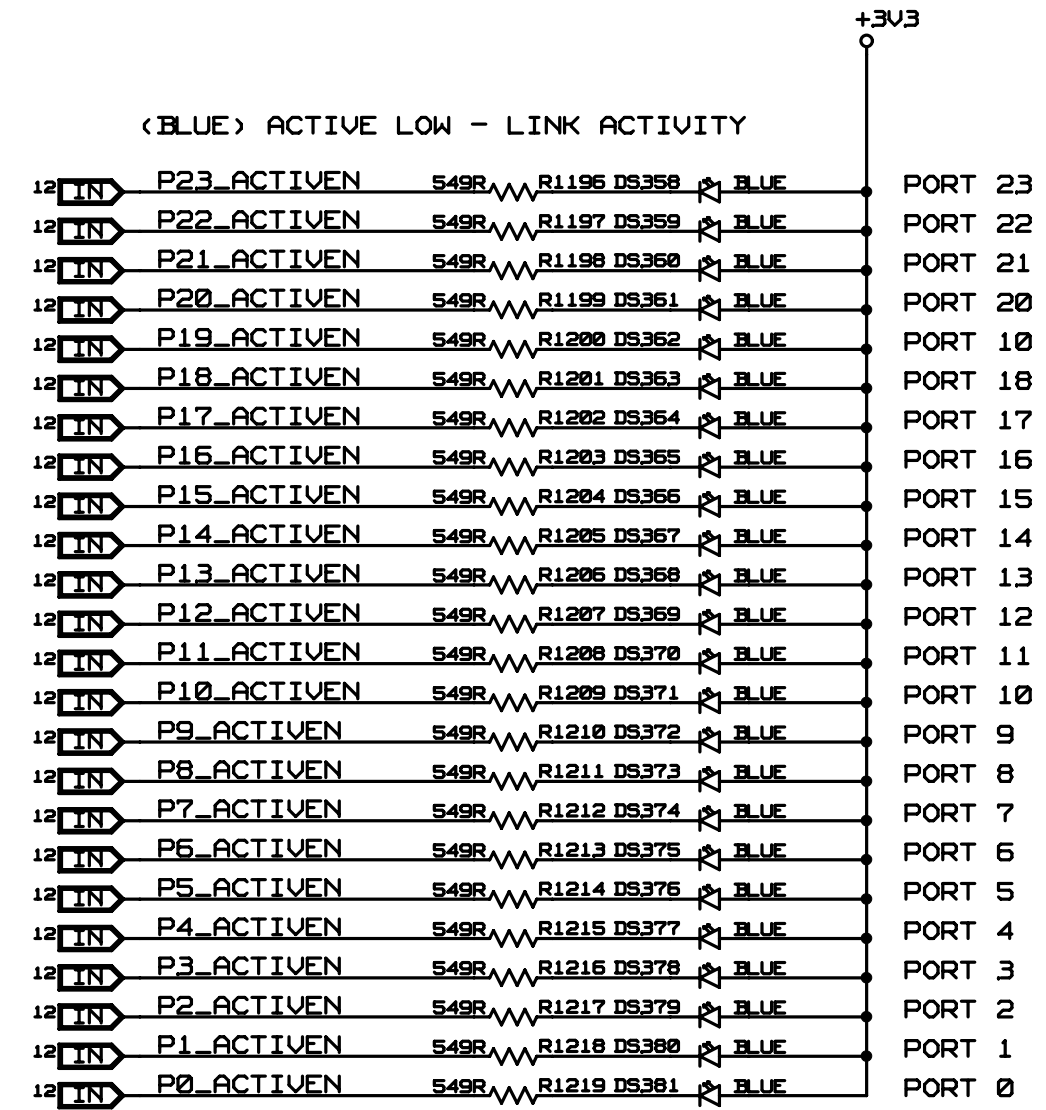 +3V3
(BLUE) ACTIVE LOW - LINK ACTIVITY
12 IN P23_ACTIVEN 549R R1196 DS358 BLUE PORT 23
12 IN P22_ACTIVEN 549R R1197 DS359 BLUE PORT 22
12 IN P21_ACTIVEN 549R R1198 DS360 BLUE PORT 21
12 IN P20_ACTIVEN 549R R1199 DS361 BLUE PORT 20
12 IN P19_ACTIVEN 549R R1200 DS362 BLUE PORT 10
12 IN P18_ACTIVEN 549R R1201 DS363 BLUE PORT 18
12 IN P17_ACTIVEN 549R R1202 DS364 BLUE PORT 17
12 IN P16_ACTIVEN 549R R1203 DS365 BLUE PORT 16
12 IN P15_ACTIVEN 549R R1204 DS366 BLUE PORT 15
12 IN P14_ACTIVEN 549R R1205 DS367 BLUE PORT 14
12 IN P13_ACTIVEN 549R R1206 DS368 BLUE PORT 13
12 IN P12_ACTIVEN 549R R1207 DS369 BLUE PORT 12
12 IN P11_ACTIVEN 549R R1208 DS370 BLUE PORT 11
12 IN P10_ACTIVEN 549R R1209 DS371 BLUE PORT 10
12 IN P9_ACTIVEN 549R R1210 DS372 BLUE PORT 9
12 IN P8_ACTIVEN 549R R1211 DS373 BLUE PORT 8
12 IN P7_ACTIVEN 549R R1212 DS374 BLUE PORT 7
12 IN P6_ACTIVEN 549R R1213 DS375 BLUE PORT 6
12 IN P5_ACTIVEN 549R R1214 DS376 BLUE PORT 5
12 IN P4_ACTIVEN 549R R1215 DS377 BLUE PORT 4
12 IN P3_ACTIVEN 549R R1216 DS378 BLUE PORT 3
12 IN P2_ACTIVEN 549R R1217 DS379 BLUE PORT 2
12 IN P1_ACTIVEN 549R R1218 DS380 BLUE PORT 1
12 IN P0_ACTIVEN 549R R1219 DS381 BLUE PORT 0